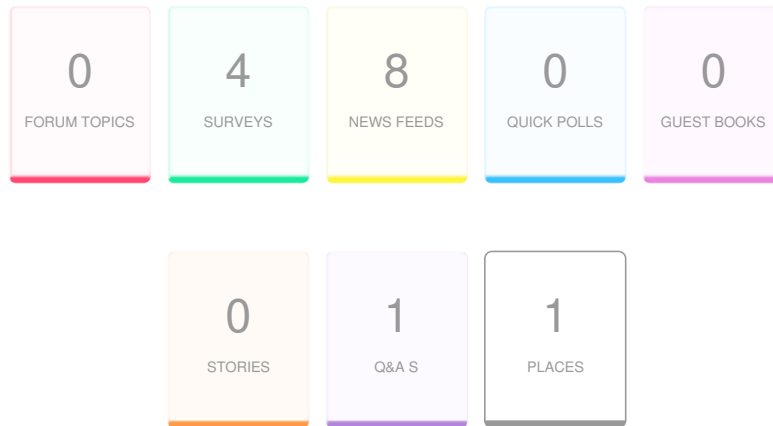 0 4 8 0 0
FORUM TOPICS SURVEYS NEWS FEEDS QUICK POLLS GUEST BOOKS
0 1 1
STORIES Q&A S PLACES